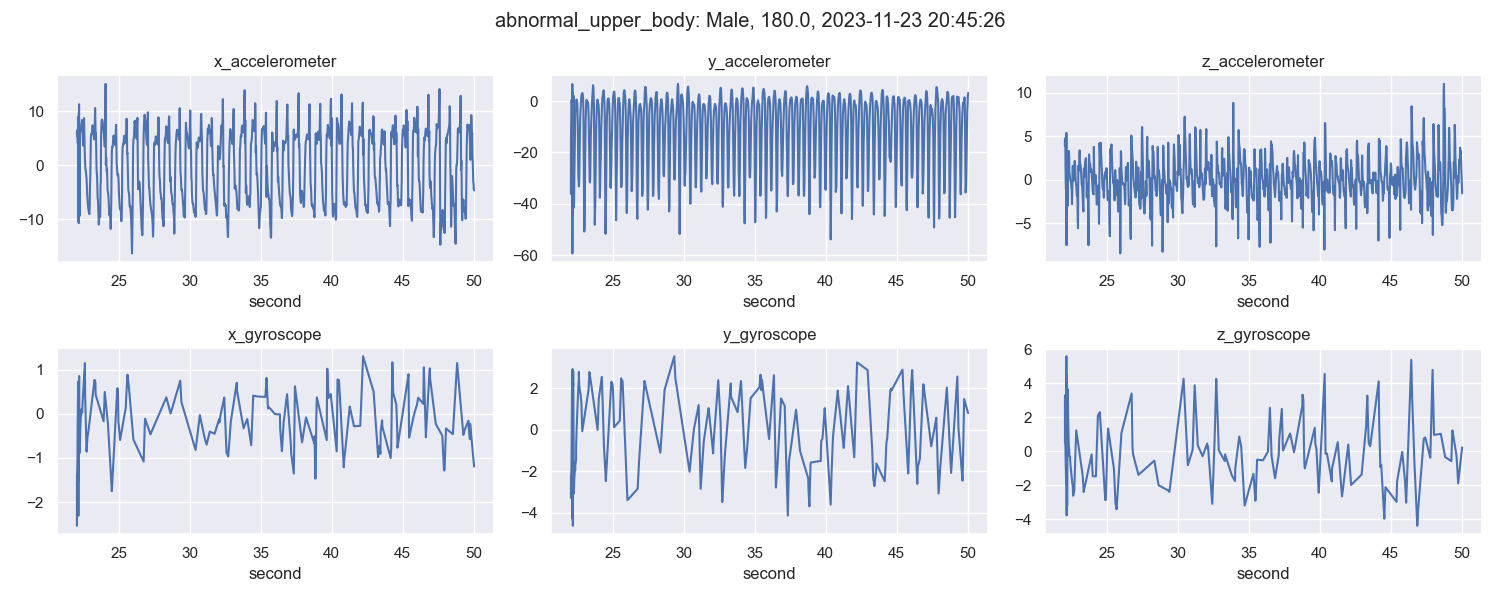 abnormal_upper_body: Male, 180.0, 2023-11-23 20:45:26
x_accelerometer
10
0
−10
25 30 35 40 45 50
second
y_accelerometer
0
−20
−40
−60
25 30 35 40 45 50
second
z_accelerometer
10
5
0
−5
25 30 35 40 45 50
second
x_gyroscope
1
0
−1
−2
25 30 35 40 45 50
second
y_gyroscope
2
0
−2
−4
25 30 35 40 45 50
second
z_gyroscope
6
4
2
0
−2
−4
25 30 35 40 45 50
second